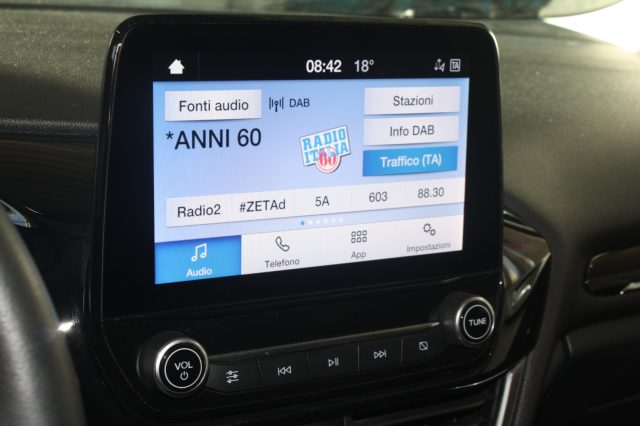 08:42 18° TA
Fonti audio DAB Stazioni
*ANNI 60 Info DAB
RADIO ITALIA 60 Traffico (TA)
Radio2 #ZETAd 5A 603 88.30
Audio Telefono App Impostazioni
VOL TUNE